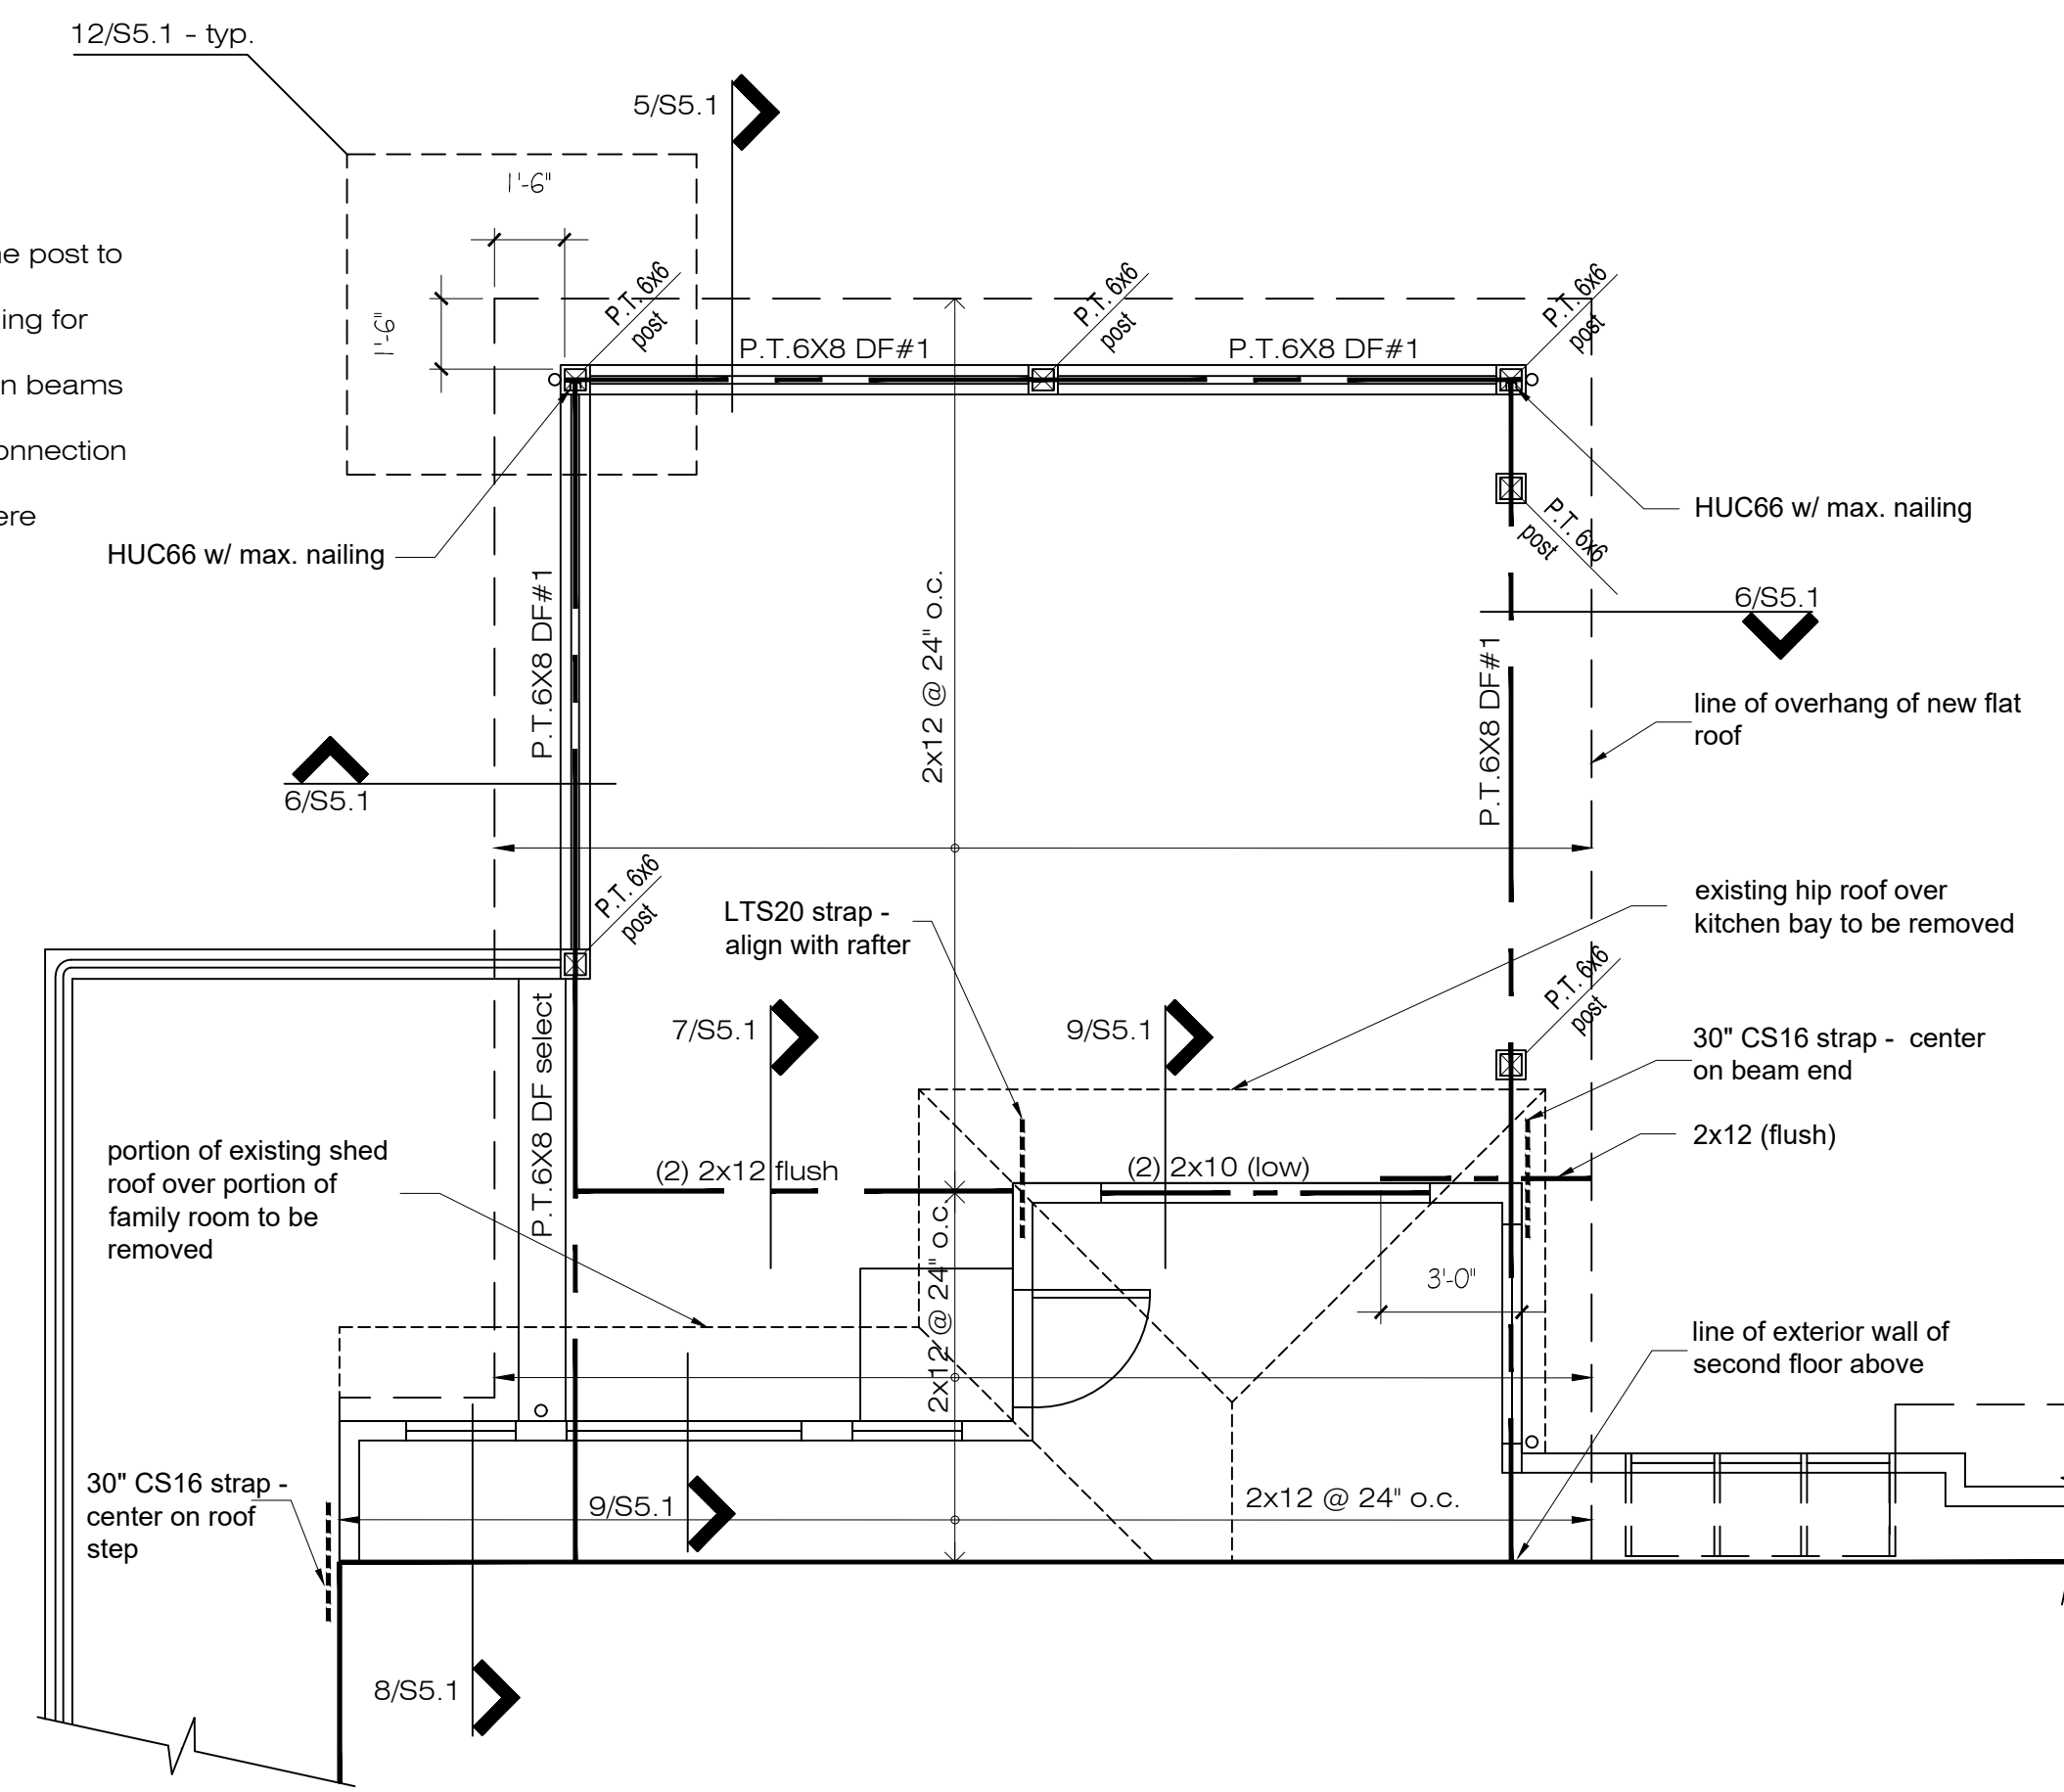 12/S5.1 - typ.
5/S5.1
1'-6"
1'-6"
e post to
ing for
n beams
onnection
ere
P.T. 6x6
post
P.T. 6x6
post
P.T. 6x6
post
P.T.6X8 DF#1
P.T.6X8 DF#1
HUC66 w/ max. nailing
HUC66 w/ max. nailing
P.T. 6x6
post
P.T.6X8 DF#1
2x12 @ 24" o.c.
P.T.6X8 DF#1
6/S5.1
line of overhang of new flat
roof
6/S5.1
P.T. 6x6
post
LTS20 strap -
align with rafter
existing hip roof over
kitchen bay to be removed
P.T. 6x6
post
7/S5.1
9/S5.1
30" CS16 strap - center
on beam end
2x12 (flush)
P.T.6X8 DF select
portion of existing shed
roof over portion of
family room to be
removed
(2) 2x12 flush
(2) 2x10 (low)
2x12 @ 24" o.c.
3'-0"
line of exterior wall of
second floor above
30" CS16 strap -
center on roof
step
9/S5.1
2x12 @ 24" o.c.
8/S5.1